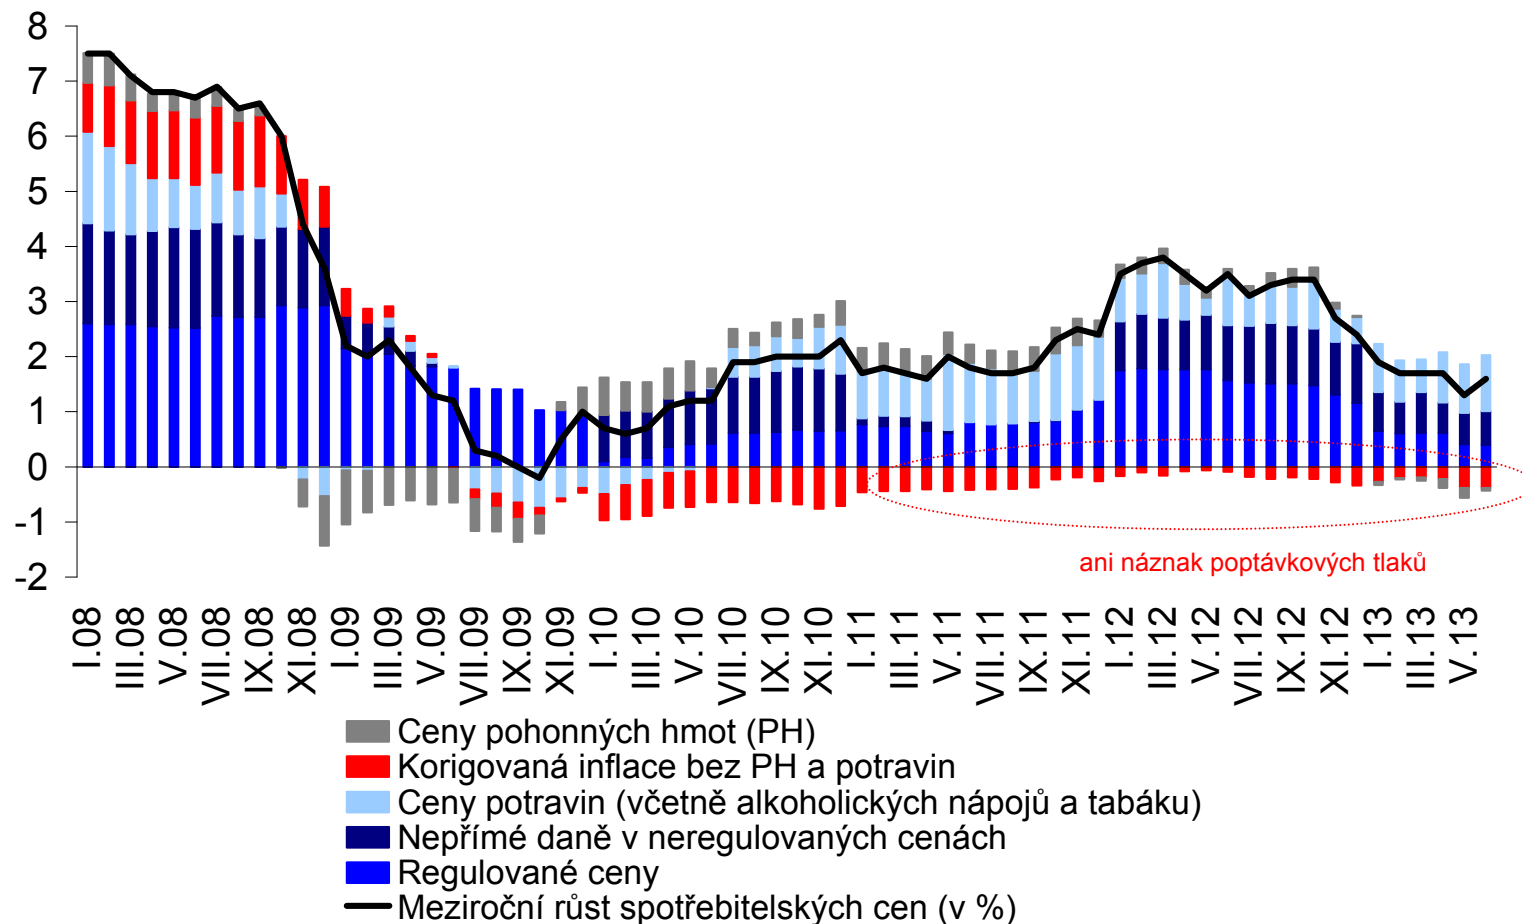 8
7
6
5
4
3
2
1
0
-1
-2
ani náznak poptávkových tlaků
I.08
III.08
V.08
VII.08
IX.08
XI.08
I.09
III.09
V.09
VII.09
IX.09
XI.09
I.10
III.10
V.10
VII.10
IX.10
XI.10
I.11
III.11
V.11
VII.11
IX.11
XI.11
I.12
III.12
V.12
VII.12
IX.12
XI.12
I.13
III.13
V.13
Ceny pohonných hmot (PH)
Korigovaná inflace bez PH a potravin
Ceny potravin (včetně alkoholických nápojů a tabáku)
Nepřímé daně v neregulovaných cenách
Regulované ceny
Meziroční růst spotřebitelských cen (v %)